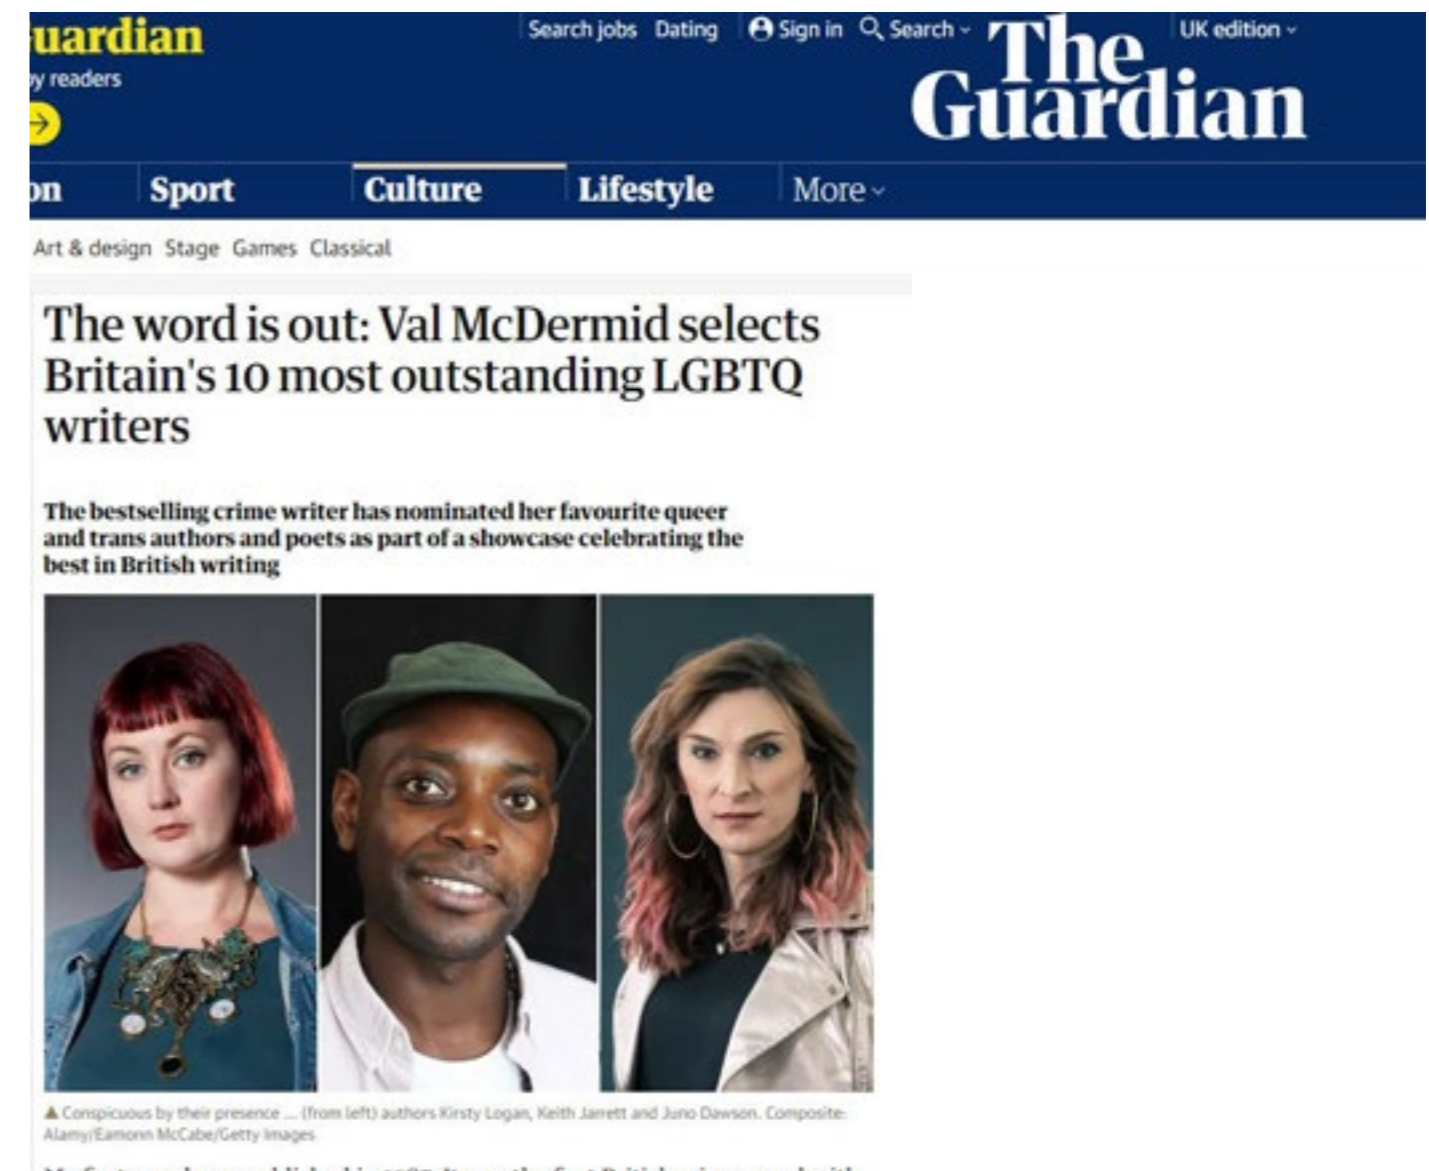 uardian
by readers
Search jobs Dating Sign in Search
The Guardian
UK edition
on Sport Culture Lifestyle More
Art & design Stage Games Classical
The word is out: Val McDermid selects
Britain's 10 most outstanding LGBTQ
writers
The bestselling crime writer has nominated her favourite queer
and trans authors and poets as part of a showcase celebrating the
best in British writing
Conspicuous by their presence ... (from left) authors Kirsty Logan, Keith Jarrett and Juno Dawson. Composite:
Alamy/Eamonn McCabe/Getty Images